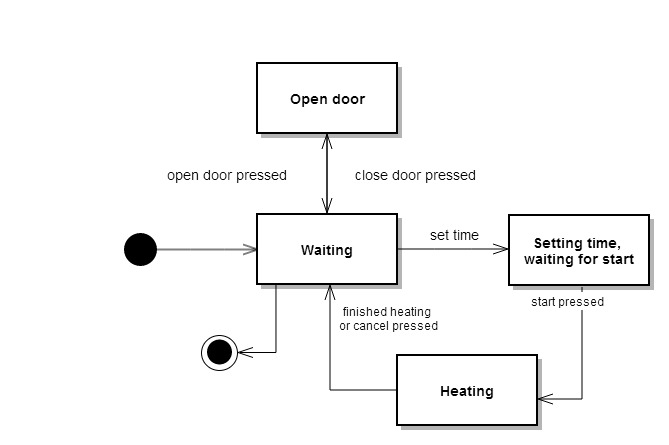 Open door
open door pressed
close door pressed
Waiting
set time
Setting time,
waiting for start
start pressed
finished heating
or cancel pressed
Heating